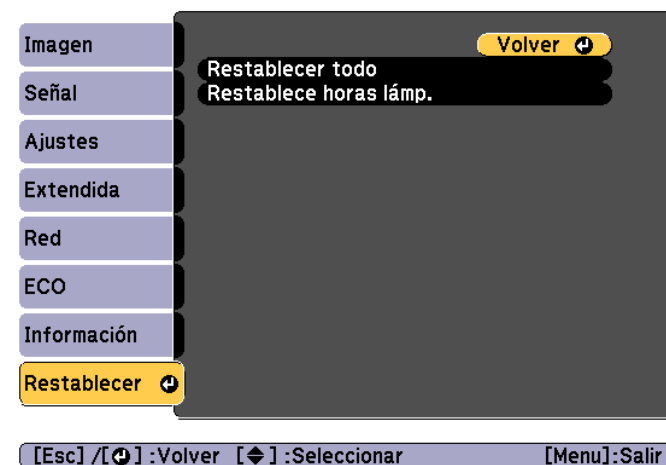 Imagen
Señal
Ajustes
Extendida
Red
ECO
Información
Restablecer
Volver
Restablecer todo
Restablece horas lámp.
[Esc] /[ ] :Volver [ ] :Seleccionar [Menu]:Salir